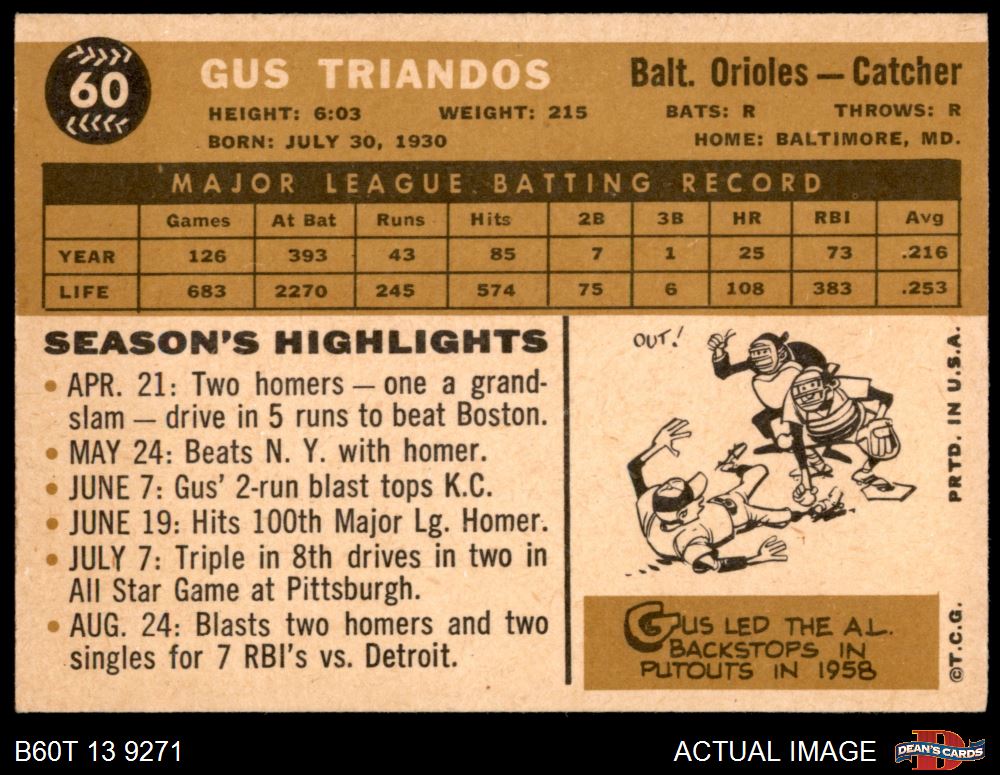 60
GUS TRIANDOS
Balt. Orioles — Catcher
HEIGHT: 6:03 WEIGHT: 215 BATS: R THROWS: R
BORN: JULY 30, 1930 HOME: BALTIMORE, MD.
MAJOR LEAGUE BATTING RECORD
Games At Bat Runs Hits 2B 3B HR RBI Avg
YEAR 126 393 43 85 7 1 25 73 .216
LIFE 683 2270 245 574 75 6 108 383 .253
SEASON'S HIGHLIGHTS
• APR. 21: Two homers — one a grand-
slam — drive in 5 runs to beat Boston.
• MAY 24: Beats N. Y. with homer.
• JUNE 7: Gus' 2-run blast tops K.C.
• JUNE 19: Hits 100th Major Lg. Homer.
• JULY 7: Triple in 8th drives in two in
All Star Game at Pittsburgh.
• AUG. 24: Blasts two homers and two
singles for 7 RBI's vs. Detroit.
OUT!
GUS LED THE A.L.
BACKSTOPS IN
PUTOUTS IN 1958
PRTD. IN U.S.A.
©T.C.G.
B60T 13 9271
ACTUAL IMAGE
DEAN'S CARDS